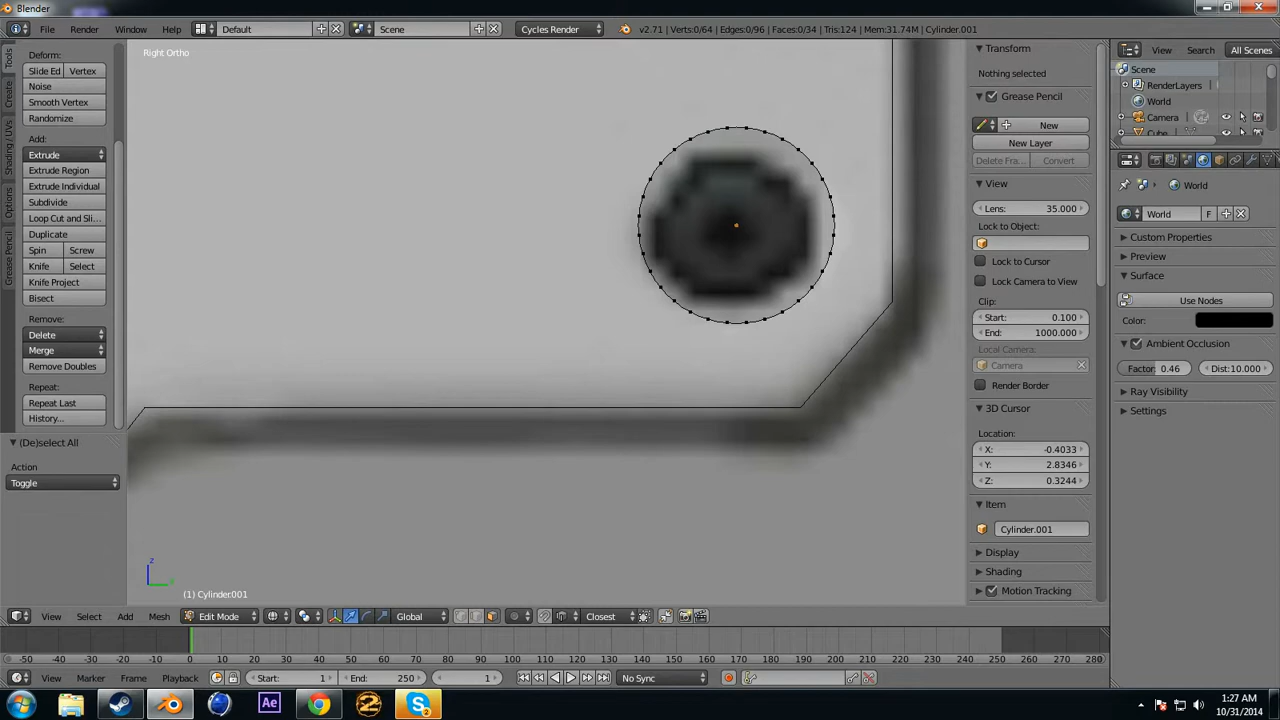 Blender
File Render Window Help Default Scene Cycles Render v2.71 | Verts:0/64 | Edges:0/96 | Faces:0/34 | Tris:124 | Mem:31.74M | Cylinder.001
Right Ortho
Tools
Create
Shading / UVs
Options
Grease Pencil
Deform:
Slide Ed Vertex
Noise
Smooth Vertex
Randomize
Add:
Extrude
Extrude Region
Extrude Individual
Subdivide
Loop Cut and Sli...
Duplicate
Spin Screw
Knife Select
Knife Project
Bisect
Remove:
Delete
Merge
Remove Doubles
Repeat:
Repeat Last
History...
(De)select All
Action
Toggle
z
(1) Cylinder.001
Transform
Nothing selected
Grease Pencil
New
New Layer
Delete Fra... Convert
View
Lens: 35.000
Lock to Object:
Lock to Cursor
Lock Camera to View
Clip:
Start: 0.100
End: 1000.000
Local Camera:
Camera
Render Border
3D Cursor
Location:
X: -0.4033
Y: 2.8346
Z: 0.3244
Item
Cylinder.001
Display
Shading
Motion Tracking
View Search All Scenes
Scene
RenderLayers
World
Camera
Cube
World
World F
Custom Properties
Preview
Surface
Use Nodes
Color:
Ambient Occlusion
Factor: 0.46 Dist: 10.000
Ray Visibility
Settings
View Select Add Mesh Edit Mode Global Closest
-50 -40 -30 -20 -10 0 10 20 30 40 50 60 70 80 90 100 110 120 130 140 150 160 170 180 190 200 210 220 230 240 250 260 270 280
View Marker Frame Playback Start: 1 End: 250 1 No Sync
Ae 2
1:27 AM
10/31/2014